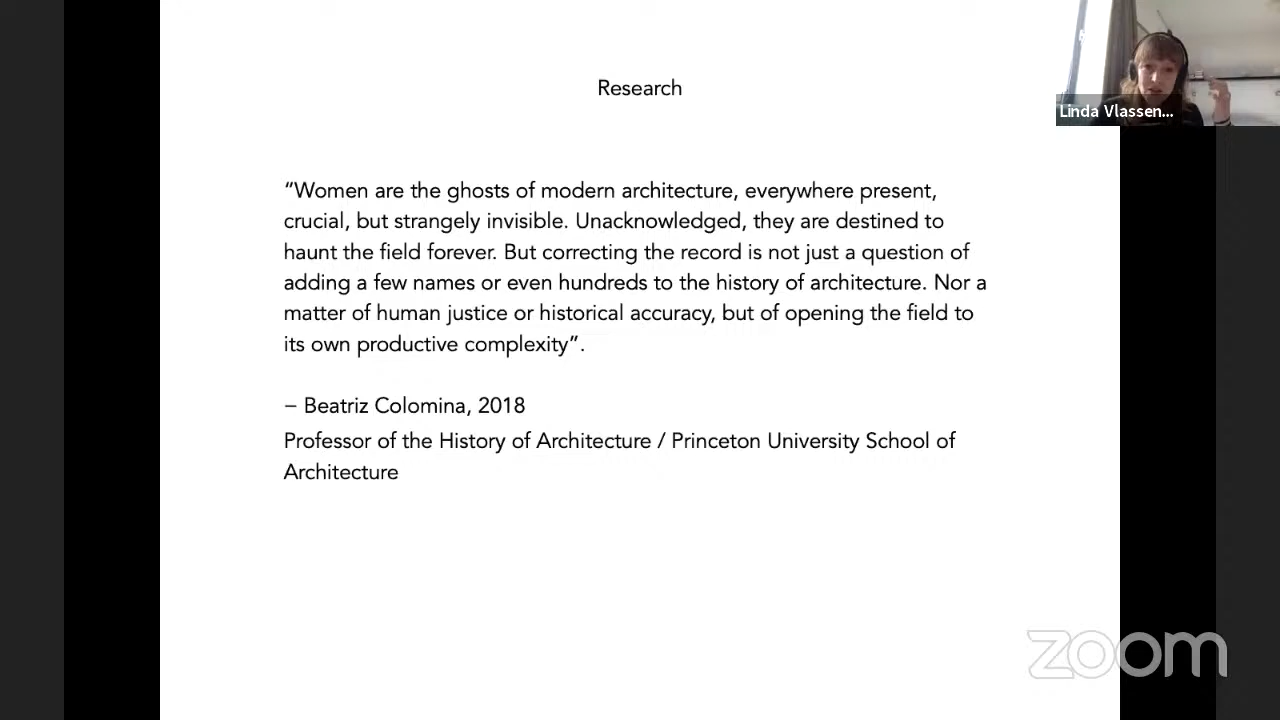 Research
Linda Vlassen...
“Women are the ghosts of modern architecture, everywhere present,
crucial, but strangely invisible. Unacknowledged, they are destined to
haunt the field forever. But correcting the record is not just a question of
adding a few names or even hundreds to the history of architecture. Nor a
matter of human justice or historical accuracy, but of opening the field to
its own productive complexity”.
– Beatriz Colomina, 2018
Professor of the History of Architecture / Princeton University School of
Architecture
zoom